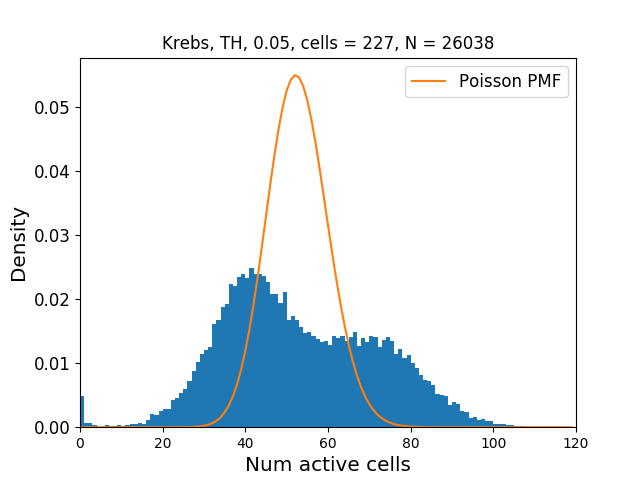 Krebs, TH, 0.05, cells = 227, N = 26038
Poisson PMF
Density
0.05
0.04
0.03
0.02
0.01
0.00
0 20 40 60 80 100 120
Num active cells